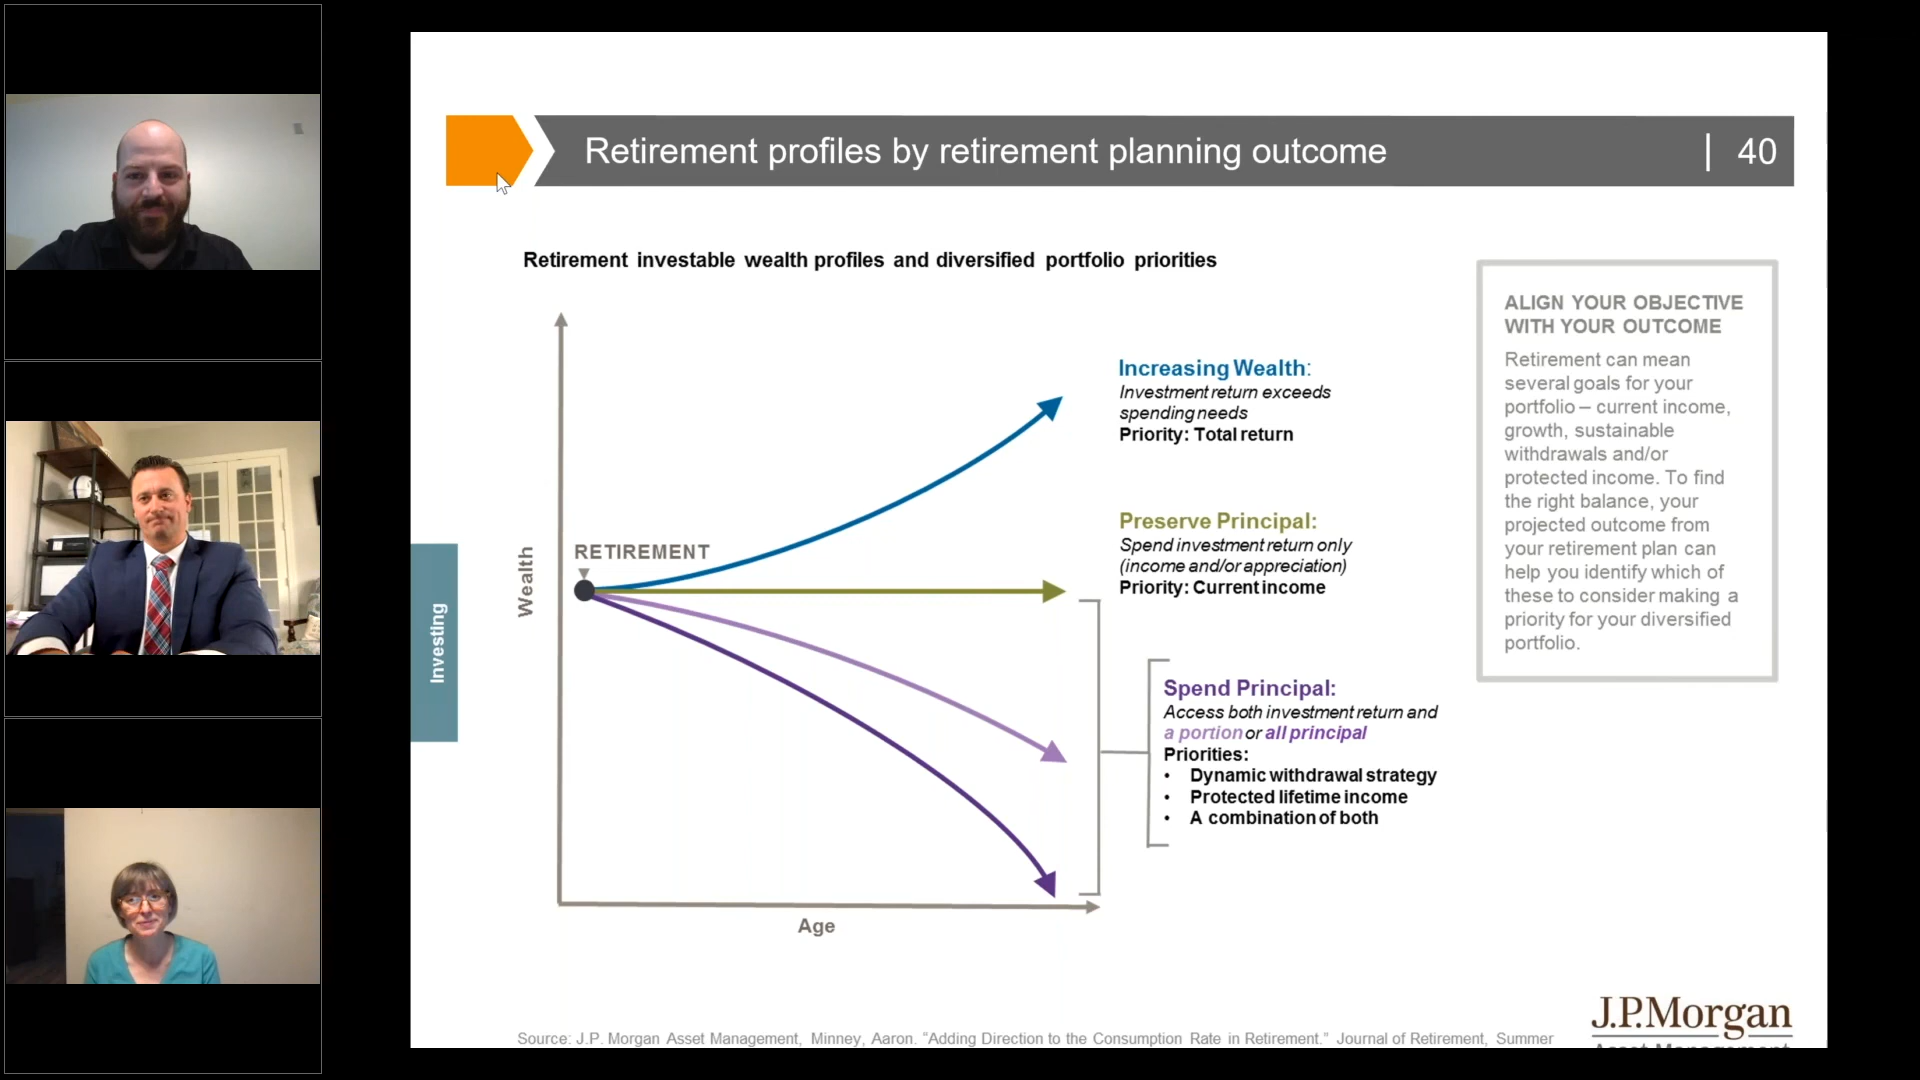 Retirement profiles by retirement planning outcome
| 40
Retirement investable wealth profiles and diversified portfolio priorities
Wealth
RETIREMENT
Age
Increasing Wealth:
Investment return exceeds
spending needs
Priority: Total return
Preserve Principal:
Spend investment return only
(income and/or appreciation)
Priority: Current income
Spend Principal:
Access both investment return and
a portion or all principal
Priorities:
• Dynamic withdrawal strategy
• Protected lifetime income
• A combination of both
ALIGN YOUR OBJECTIVE
WITH YOUR OUTCOME
Retirement can mean
several goals for your
portfolio – current income,
growth, sustainable
withdrawals and/or
protected income. To find
the right balance, your
projected outcome from
your retirement plan can
help you identify which of
these to consider making a
priority for your diversified
portfolio.
Investing
Source: J.P. Morgan Asset Management, Minney, Aaron. "Adding Direction to the Consumption Rate in Retirement." Journal of Retirement, Summer
J.P.Morgan
Asset Management